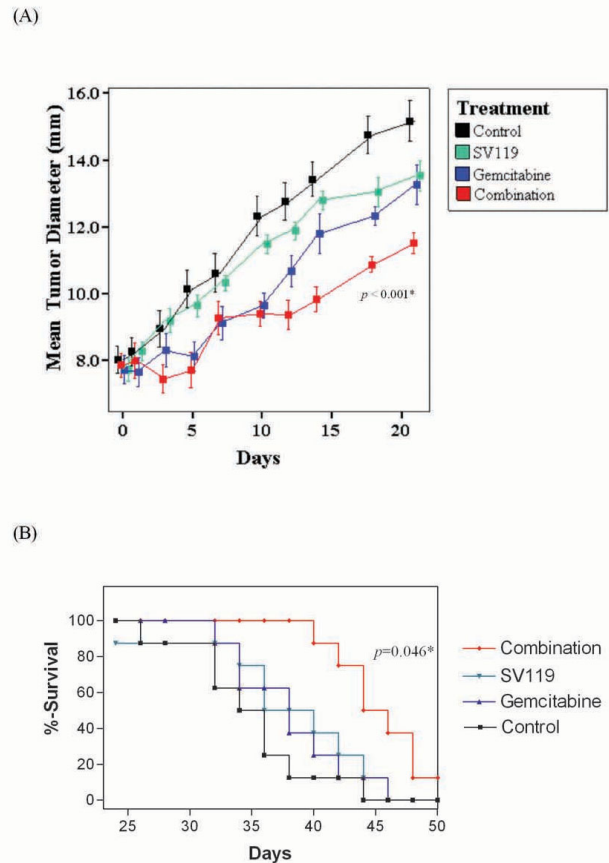 (A)
16.0
14.0
12.0
10.0
8.0
Mean Tumor Diameter (mm)
0 5 10 15 20
Days
p < 0.001*
Treatment
Control
SV119
Gemcitabine
Combination
(B)
100
80
60
40
20
0
%-Survival
25 30 35 40 45 50
Days
p=0.046*
Combination
SV119
Gemcitabine
Control